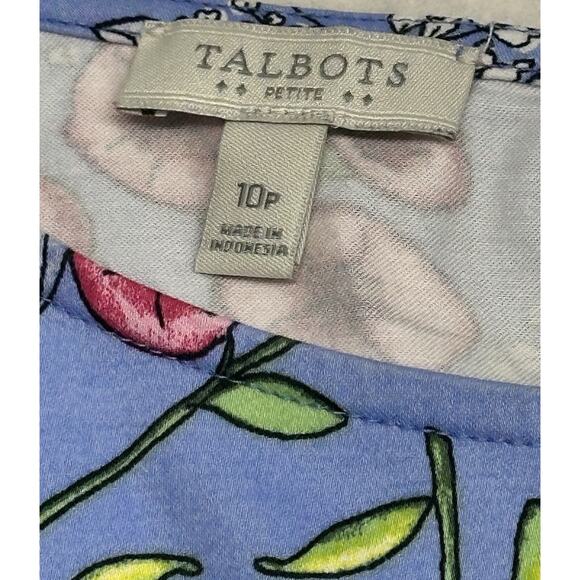 TALBOTS
PETITE
10P
MADE IN
INDONESIA